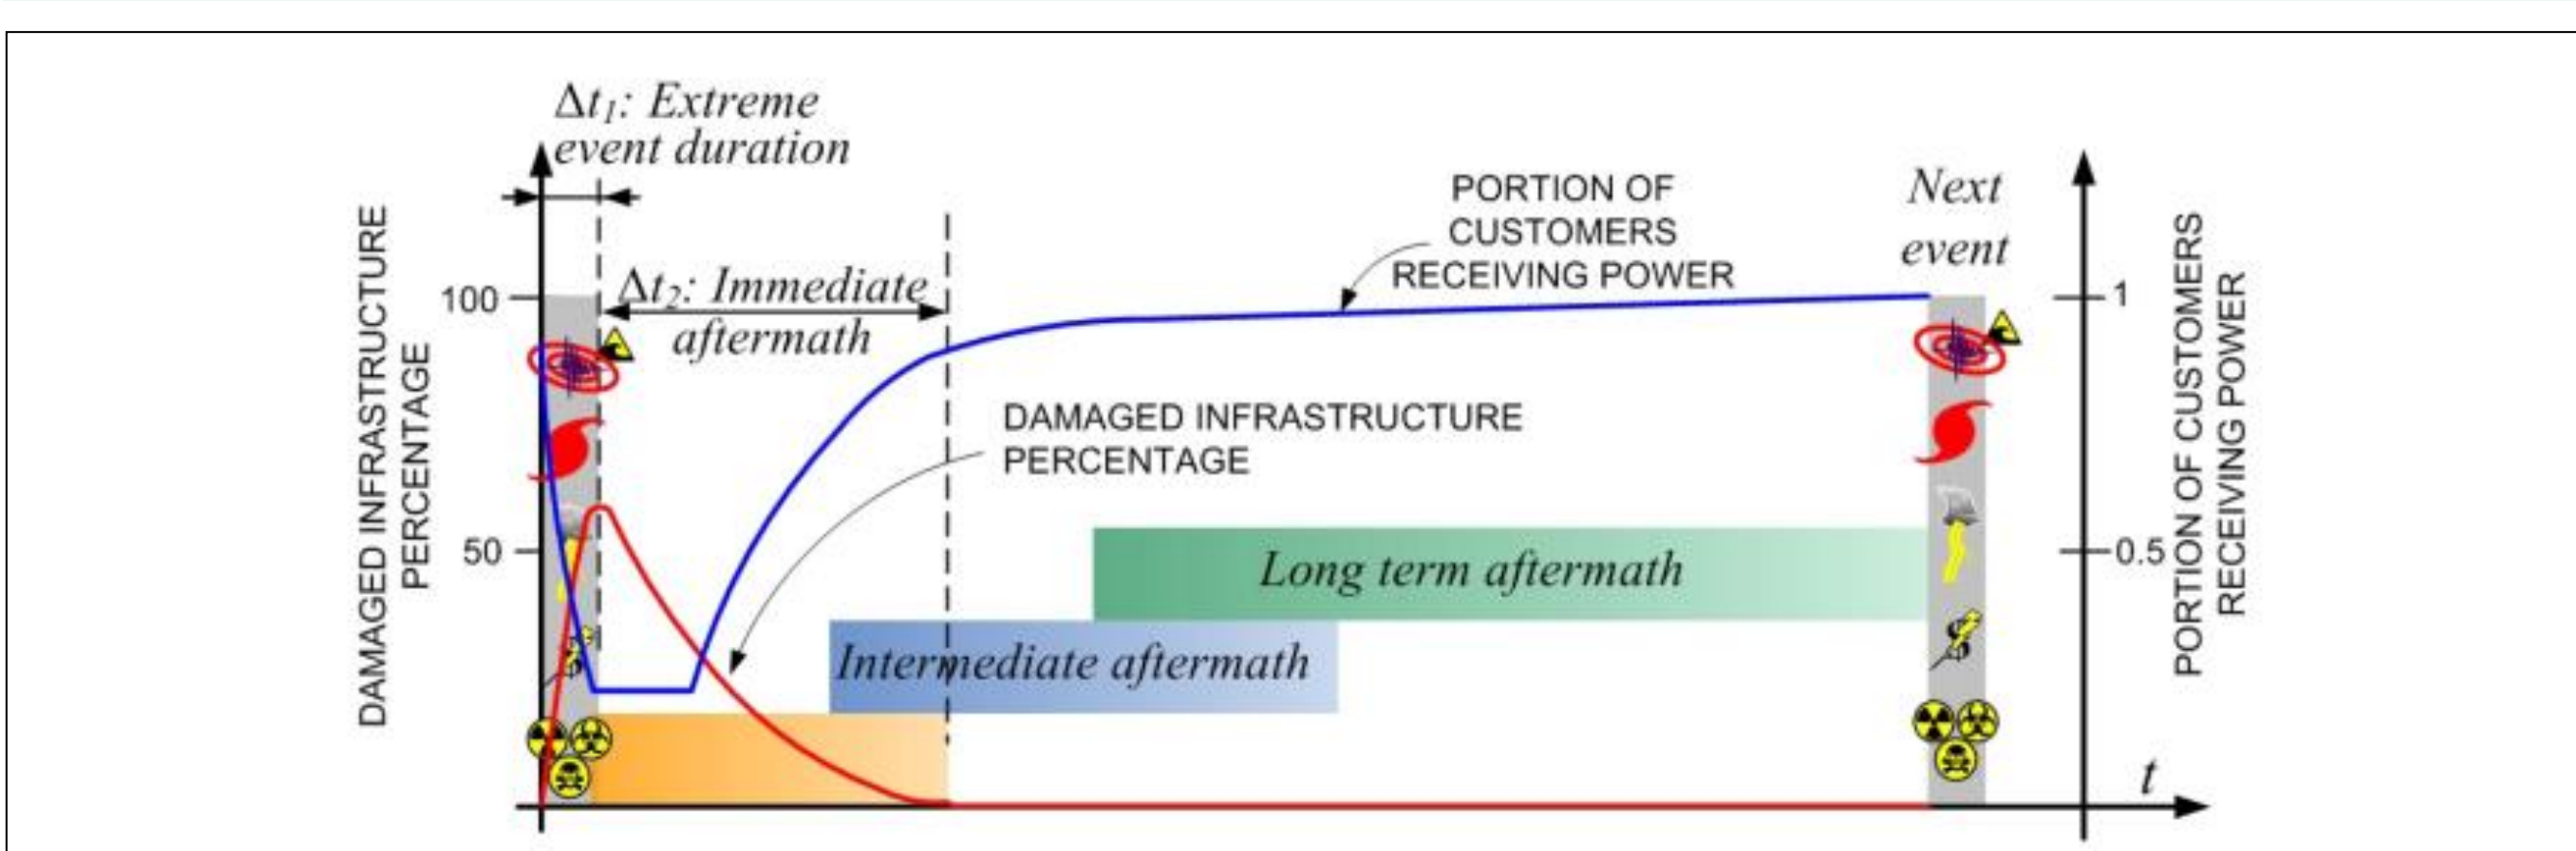 Δt₁: Extreme
event duration
DAMAGED INFRASTRUCTURE
PERCENTAGE
100
50
Δt₂: Immediate
aftermath
PORTION OF
CUSTOMERS
RECEIVING POWER
DAMAGED INFRASTRUCTURE
PERCENTAGE
Long term aftermath
Intermediate aftermath
Next
event
1
0.5
PORTION OF CUSTOMERS
RECEIVING POWER
t
$
$